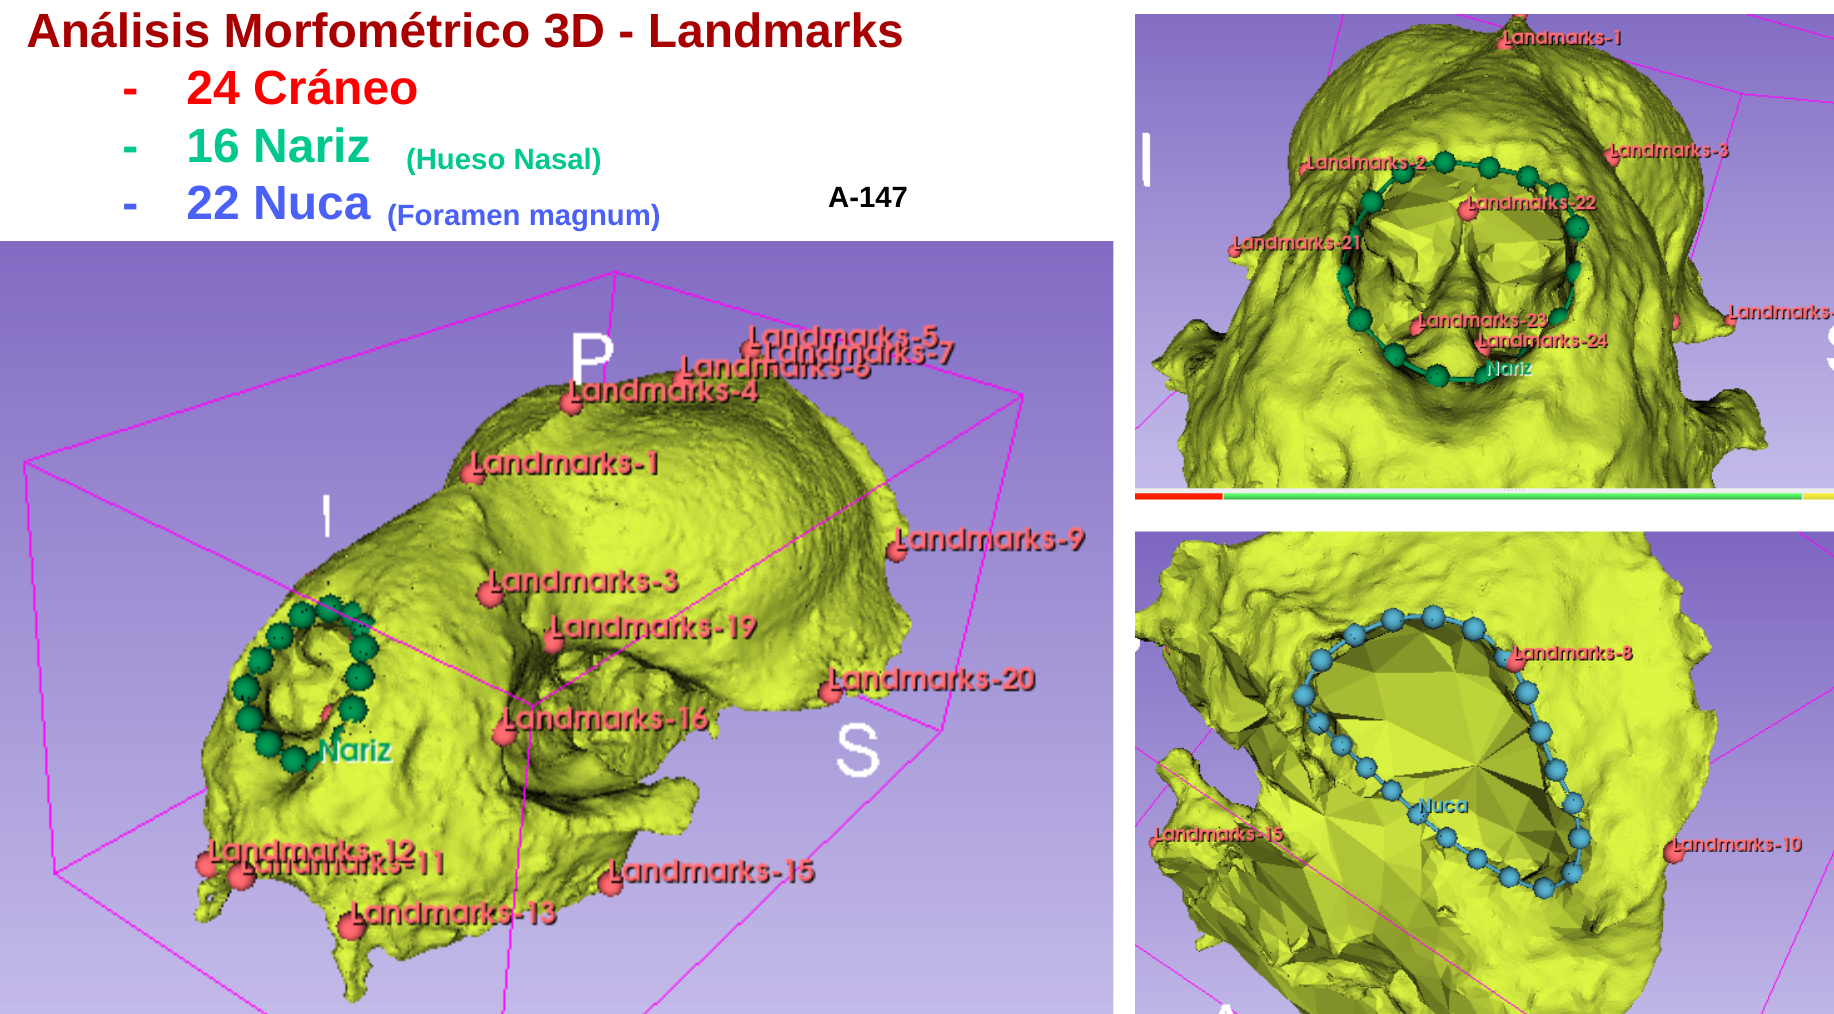 Análisis Morfométrico 3D - Landmarks
- 24 Cráneo
- 16 Nariz (Hueso Nasal)
- 22 Nuca (Foramen magnum)
A-147
P
Landmarks-5
Landmarks-7
Landmarks-6
Landmarks-4
Landmarks-1
I
Landmarks-9
Landmarks-3
Landmarks-19
Landmarks-20
Landmarks-16
S
Nariz
Landmarks-12
Landmarks-11
Landmarks-15
Landmarks-13
Landmarks-1
I
Landmarks-3
Landmarks-2
Landmarks-22
Landmarks-21
Landmarks-
Landmarks-23
Landmarks-24
Nariz
Landmarks-8
Nuca
Landmarks-15
Landmarks-10